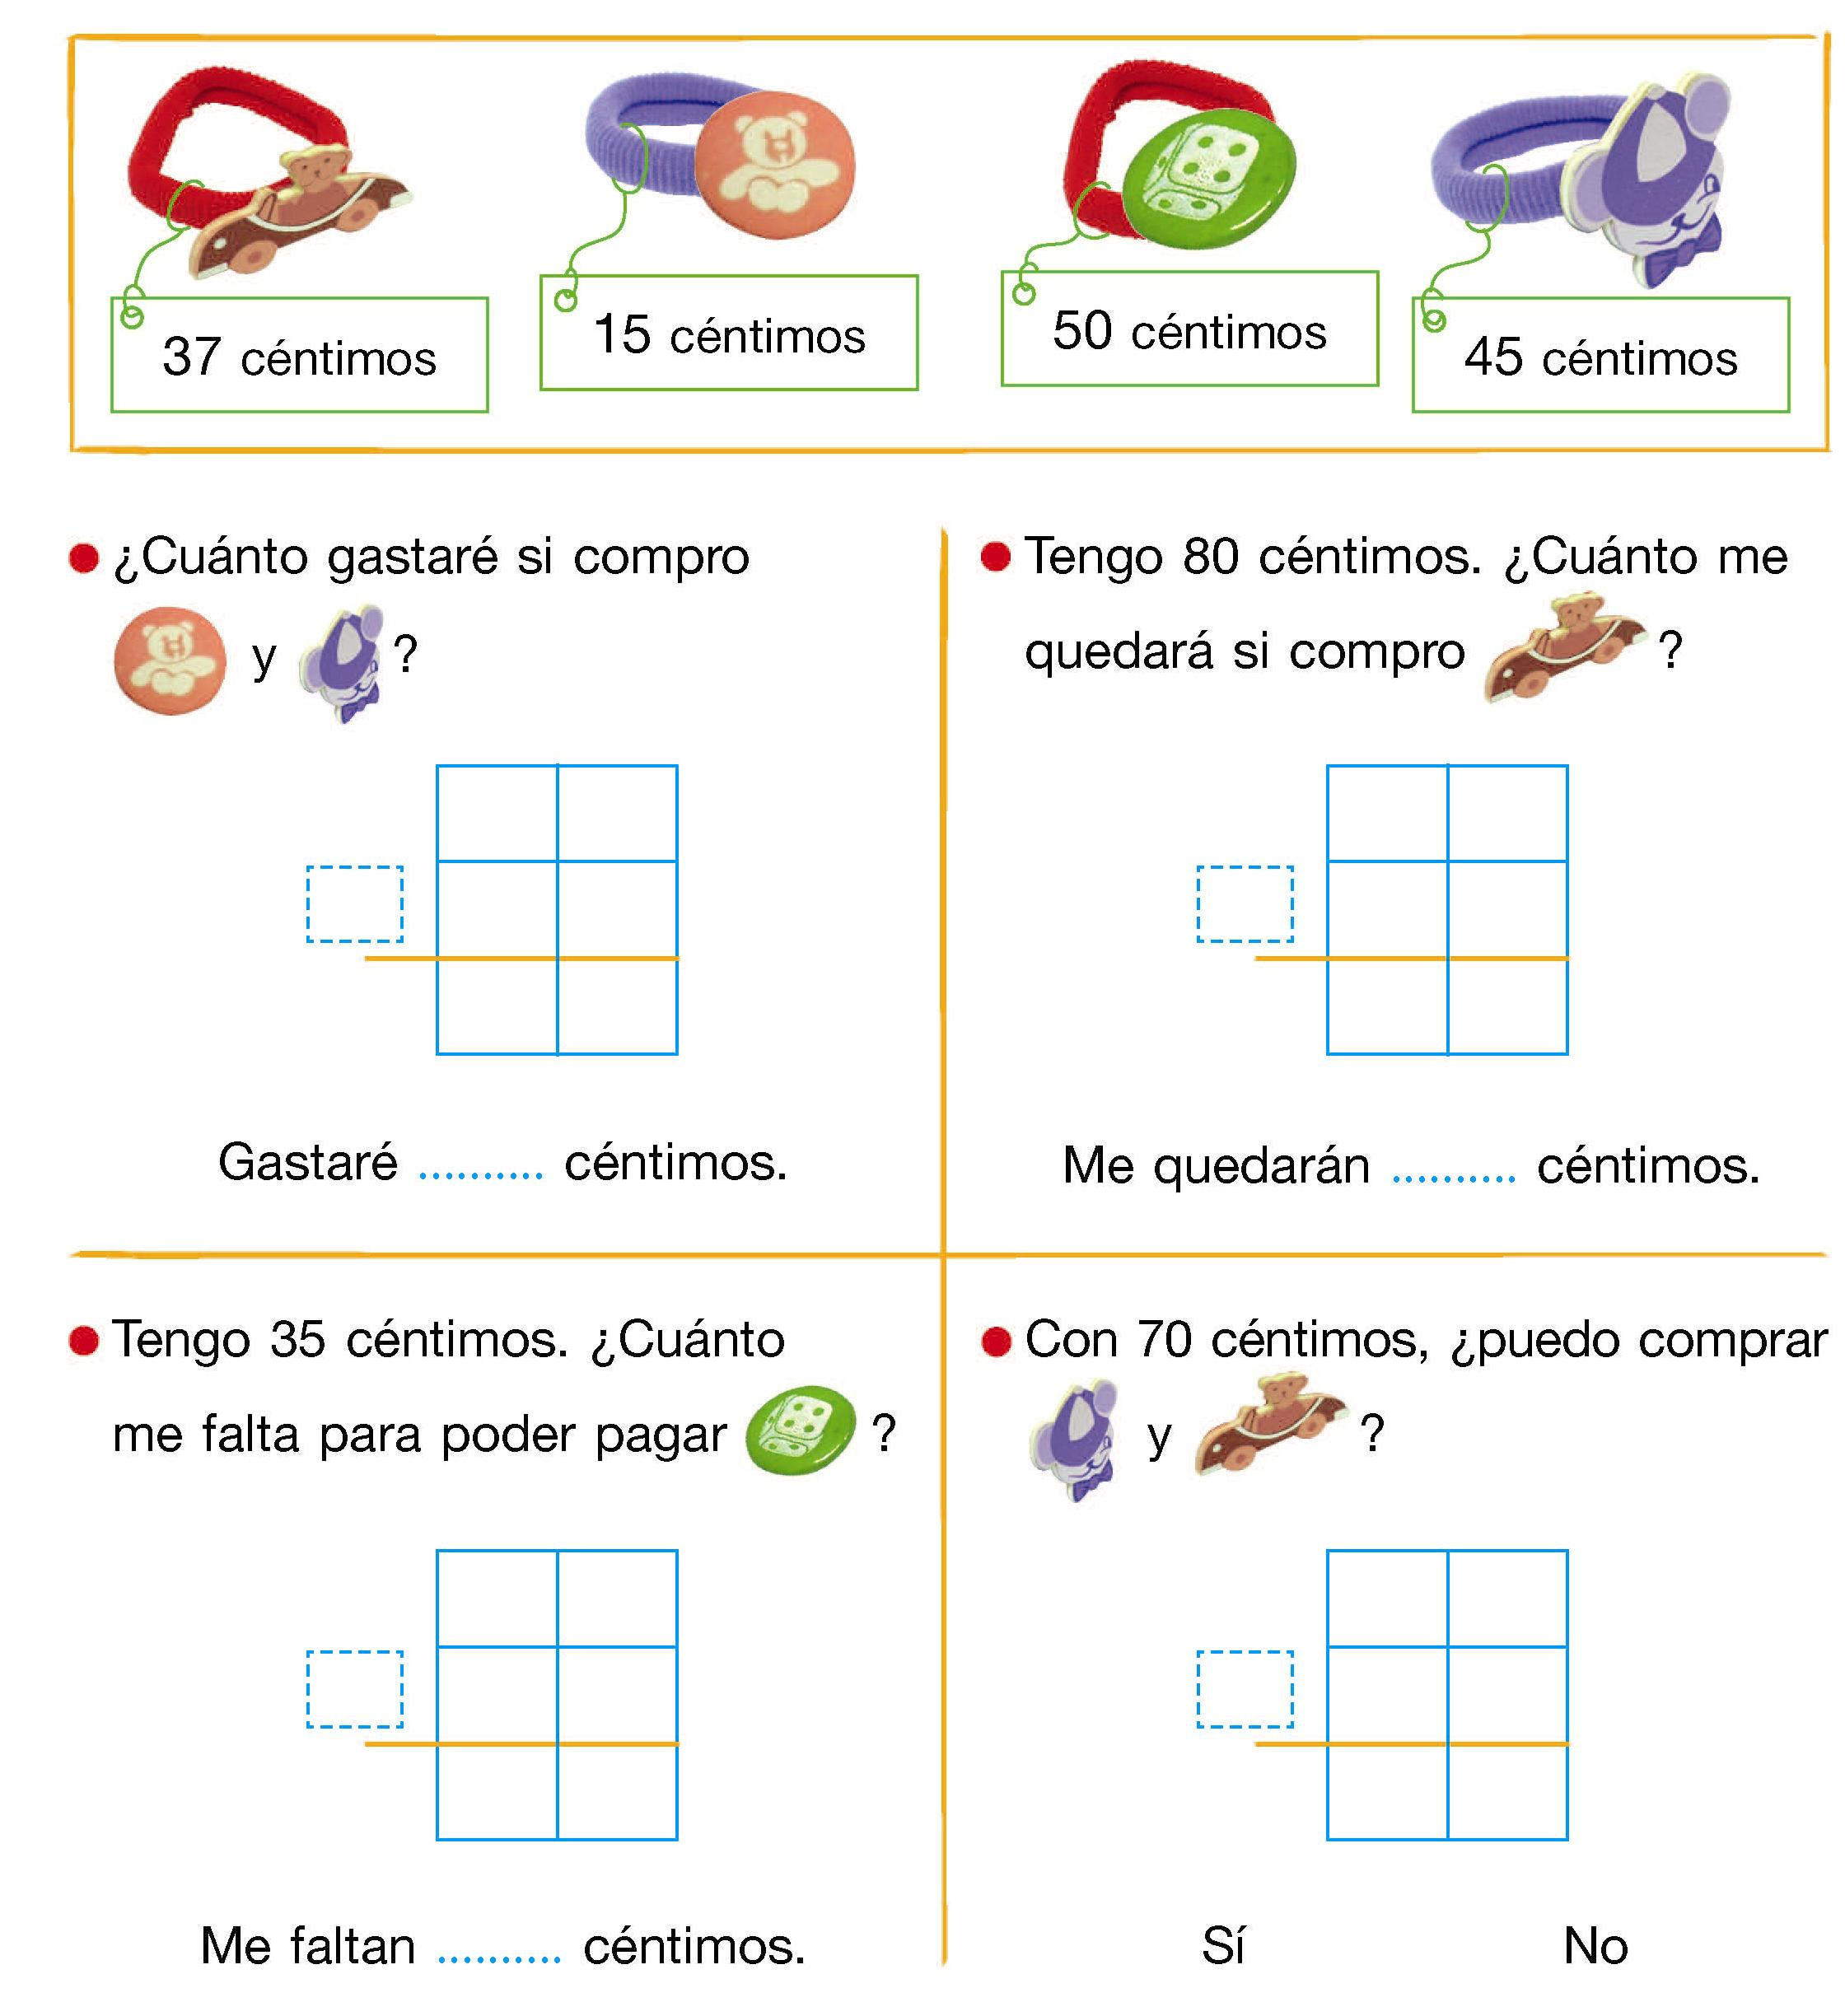 37 céntimos
15 céntimos
50 céntimos
45 céntimos
¿Cuánto gastaré si compro
y ?
Tengo 80 céntimos. ¿Cuánto me
quedará si compro ?
Gastaré .......... céntimos.
Me quedarán .......... céntimos.
Tengo 35 céntimos. ¿Cuánto
me falta para poder pagar ?
Con 70 céntimos, ¿puedo comprar
y ?
Me faltan .......... céntimos.
Sí No